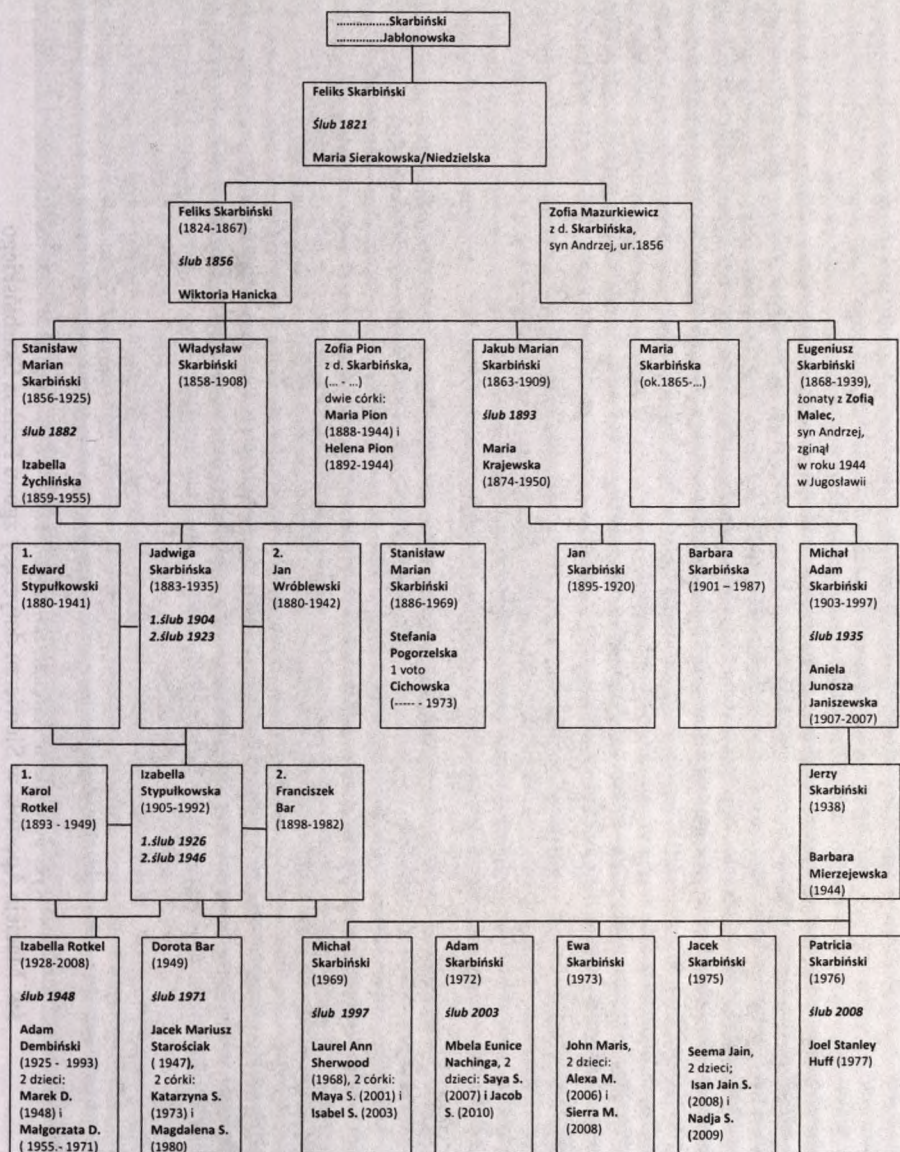 ................Skarbiński
..............Jabłonowska
Feliks Skarbiński
Ślub 1821
Maria Sierakowska/Niedzielska
Feliks Skarbiński
(1824-1867)
ślub 1856
Wiktoria Hanicka
Zofia Mazurkiewicz
z d. Skarbińska,
syn Andrzej, ur.1856
Stanisław
Marian
Skarbiński
(1856-1925)
ślub 1882
Izabella
Żychlińska
(1859-1955)
Władysław
Skarbiński
(1858-1908)
Zofia Pion
z d. Skarbińska,
(... - ...)
dwie córki:
Maria Pion
(1888-1944) i
Helena Pion
(1892-1944)
Jakub Marian
Skarbiński
(1863-1909)
ślub 1893
Maria
Krajewska
(1874-1950)
Maria
Skarbińska
(ok.1865-...)
Eugeniusz
Skarbiński
(1868-1939),
żonaty z Zofią
Malec,
syn Andrzej,
zginął
w roku 1944
w Jugosławii
1.
Edward
Stypułkowski
(1880-1941)
Jadwiga
Skarbińska
(1883-1935)
1.ślub 1904
2.ślub 1923
2.
Jan
Wróblewski
(1880-1942)
Stanisław
Marian
Skarbiński
(1886-1969)
Stefania
Pogorzelska
1 voto
Cichowska
(----- - 1973)
Jan
Skarbiński
(1895-1920)
Barbara
Skarbińska
(1901 – 1987)
Michał
Adam
Skarbiński
(1903-1997)
ślub 1935
Aniela
Junosza
Janiszewska
(1907-2007)
1.
Karol
Rotkel
(1893 - 1949)
Izabella
Stypułkowska
(1905-1992)
1.ślub 1926
2.ślub 1946
2.
Franciszek
Bar
(1898-1982)
Jerzy
Skarbiński
(1938)
Barbara
Mierzejewska
(1944)
Izabella Rotkel
(1928-2008)
ślub 1948
Adam
Dembiński
(1925 - 1993)
2 dzieci:
Marek D.
(1948) i
Małgorzata D.
( 1955.- 1971)
Dorota Bar
(1949)
ślub 1971
Jacek Mariusz
Starościak
( 1947),
2 córki:
Katarzyna S.
(1973) i
Magdalena S.
(1980)
Michał
Skarbiński
(1969)
ślub 1997
Laurel Ann
Sherwood
(1968), 2 córki:
Maya S. (2001) i
Isabel S. (2003)
Adam
Skarbiński
(1972)
ślub 2003
Mbela Eunice
Nachinga, 2
dzieci: Saya S.
(2007) i Jacob
S. (2010)
Ewa
Skarbiński
(1973)
John Maris,
2 dzieci:
Alexa M.
(2006) i
Sierra M.
(2008)
Jacek
Skarbiński
(1975)
Seema Jain,
2 dzieci;
Isan Jain S.
(2008) i
Nadja S.
(2009)
Patricia
Skarbiński
(1976)
ślub 2008
Joel Stanley
Huff (1977)